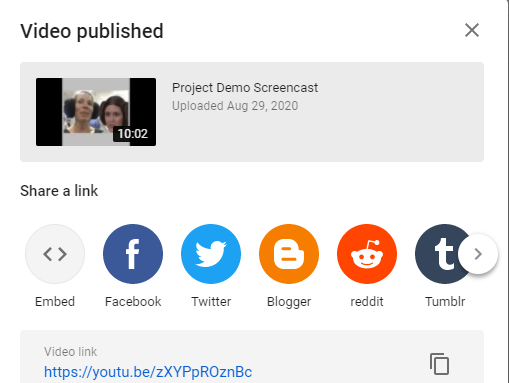 Video published
Project Demo Screencast
Uploaded Aug 29, 2020
10:02
Share a link
Embed
Facebook
Twitter
Blogger
reddit
Tumblr
Video link
https://youtu.be/zXYPpROznBc